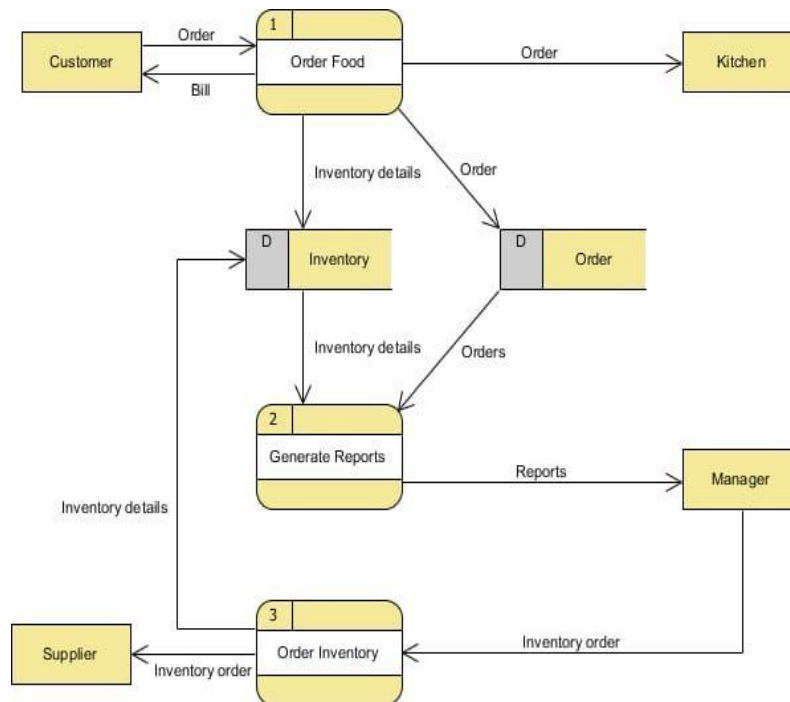 1
Order
Customer
Order Food
Order
Kitchen
Bill
Inventory details
Order
D
Inventory
D
Order
Inventory details
Orders
2
Generate Reports
Reports
Manager
Inventory details
3
Inventory order
Supplier
Order Inventory
Inventory order